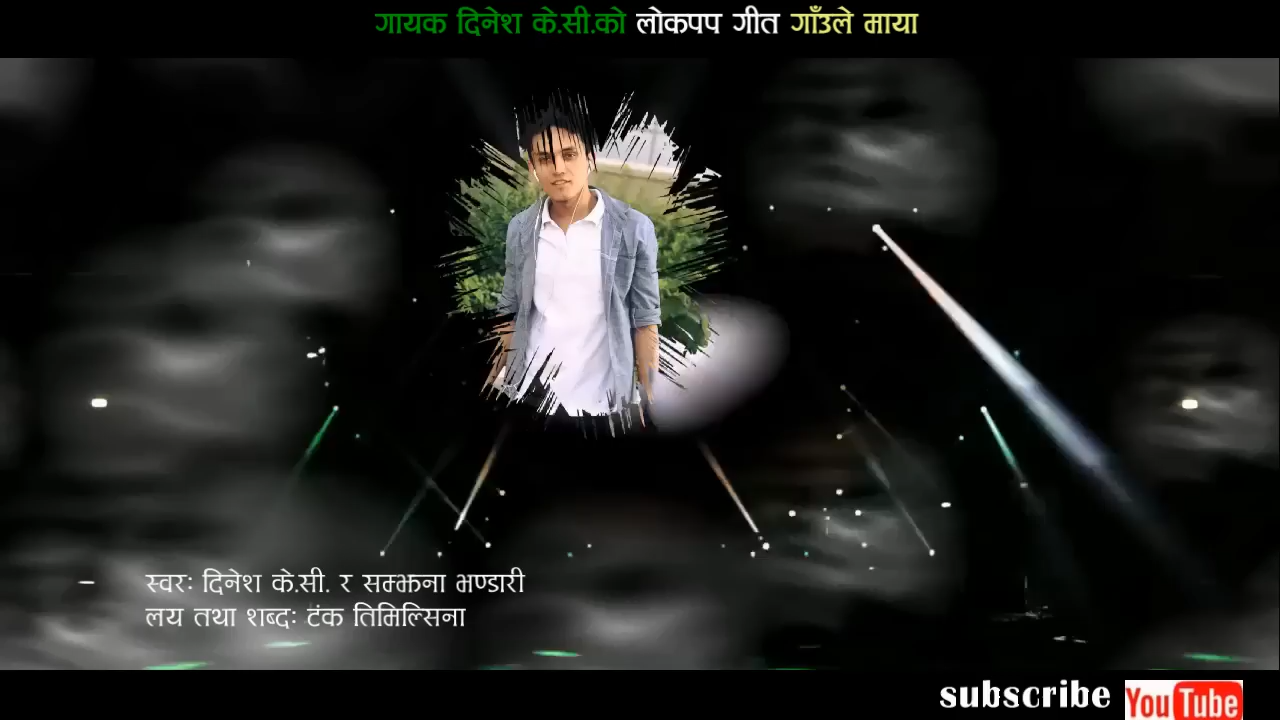 गायक दिनेश के.सी.को लोकपप गीत गाँउले माया
स्वरः दिनेश के.सी. र सम्झना भण्डारी
लय तथा शब्दः टंक तिमिल्सिना
subscribe YouTube